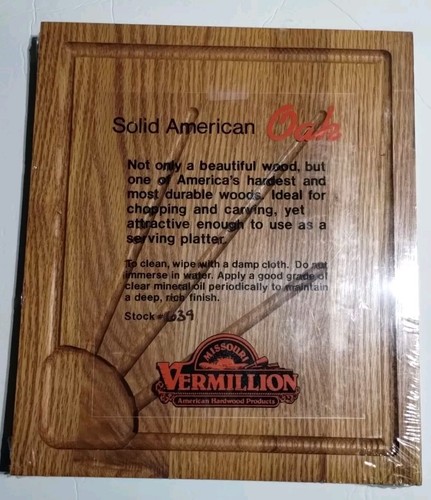 Solid American Oak
Not only a beautiful wood, but
one of America's hardest and
most durable woods. Ideal for
chopping and carving, yet
attractive enough to use as a
serving platter.
To clean, wipe with a damp cloth. Do not
immerse in water. Apply a good grade of
clear mineral oil periodically to maintain
a deep, rich finish.
Stock # 1639
MISSOURI
VERMILLION
American Hardwood Products